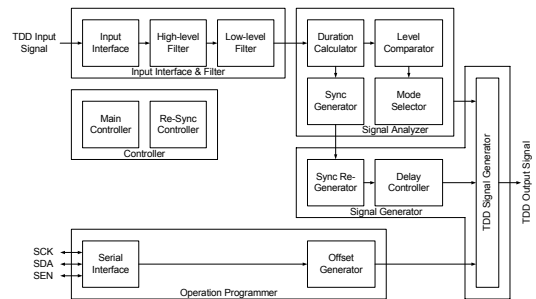 TDD Input
Signal
Input
Interface
High-level
Filter
Low-level
Filter
Input Interface & Filter
Duration
Calculator
Level
Comparator
Sync
Generator
Mode
Selector
Signal Analyzer
Main
Controller
Re-Sync
Controller
Controller
Sync Re-
Generator
Delay
Controller
Signal Generator
TDD Signal Generator
TDD Output Signal
SCK
SDA
SEN
Serial
Interface
Offset
Generator
Operation Programmer